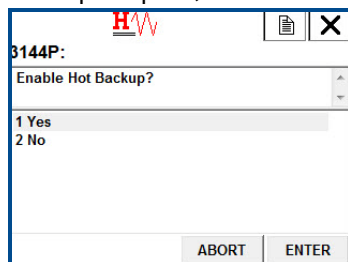 H
3144P:
Enable Hot Backup?
1 Yes
2 No
ABORT ENTER